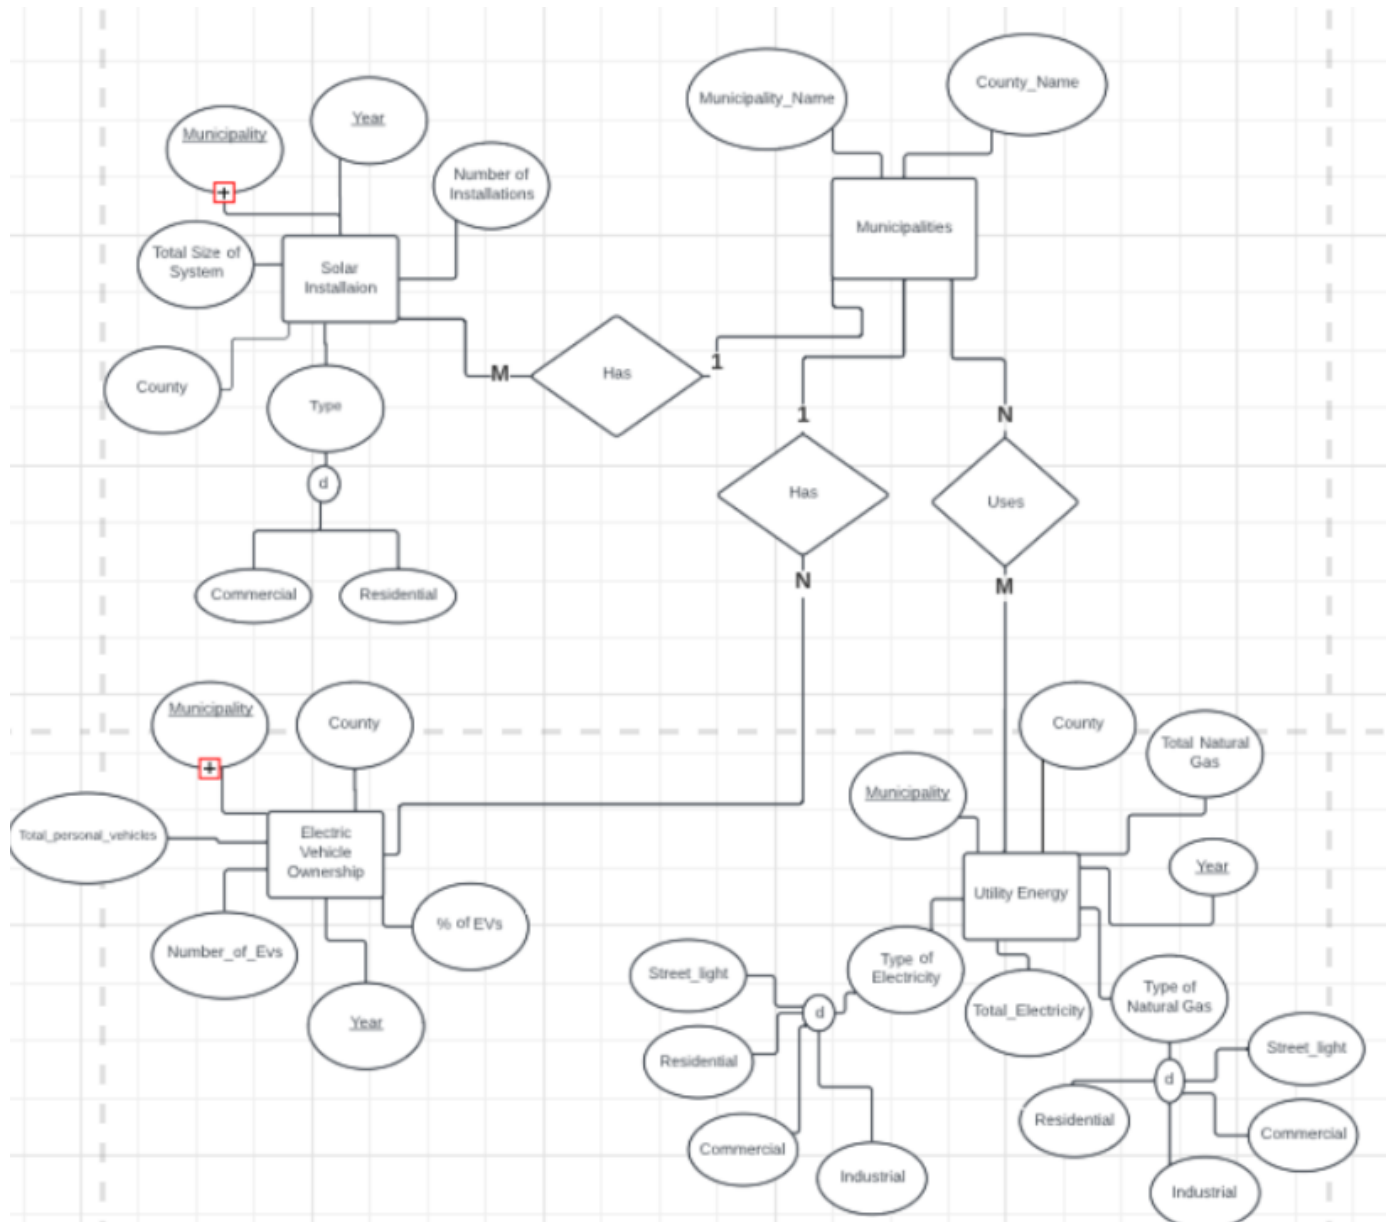 Municipality_Name
County_Name
Year
Municipality
Number of
Installations
Municipalities
Total Size of
System
Solar
Installaion
M
Has
1
County
Type
1
N
d
Has
Uses
Commercial
Residential
N
M
Municipality
County
County
Total Natural
Gas
Municipality
Total_personal_vehicles
Electric
Vehicle
Ownership
Year
Utility Energy
% of EVs
Number_of_Evs
Street_light
Type of
Electricity
Type of
Natural Gas
Total_Electricity
d
Year
Street_light
Residential
d
Residential
Commercial
Commercial
Industrial
Industrial